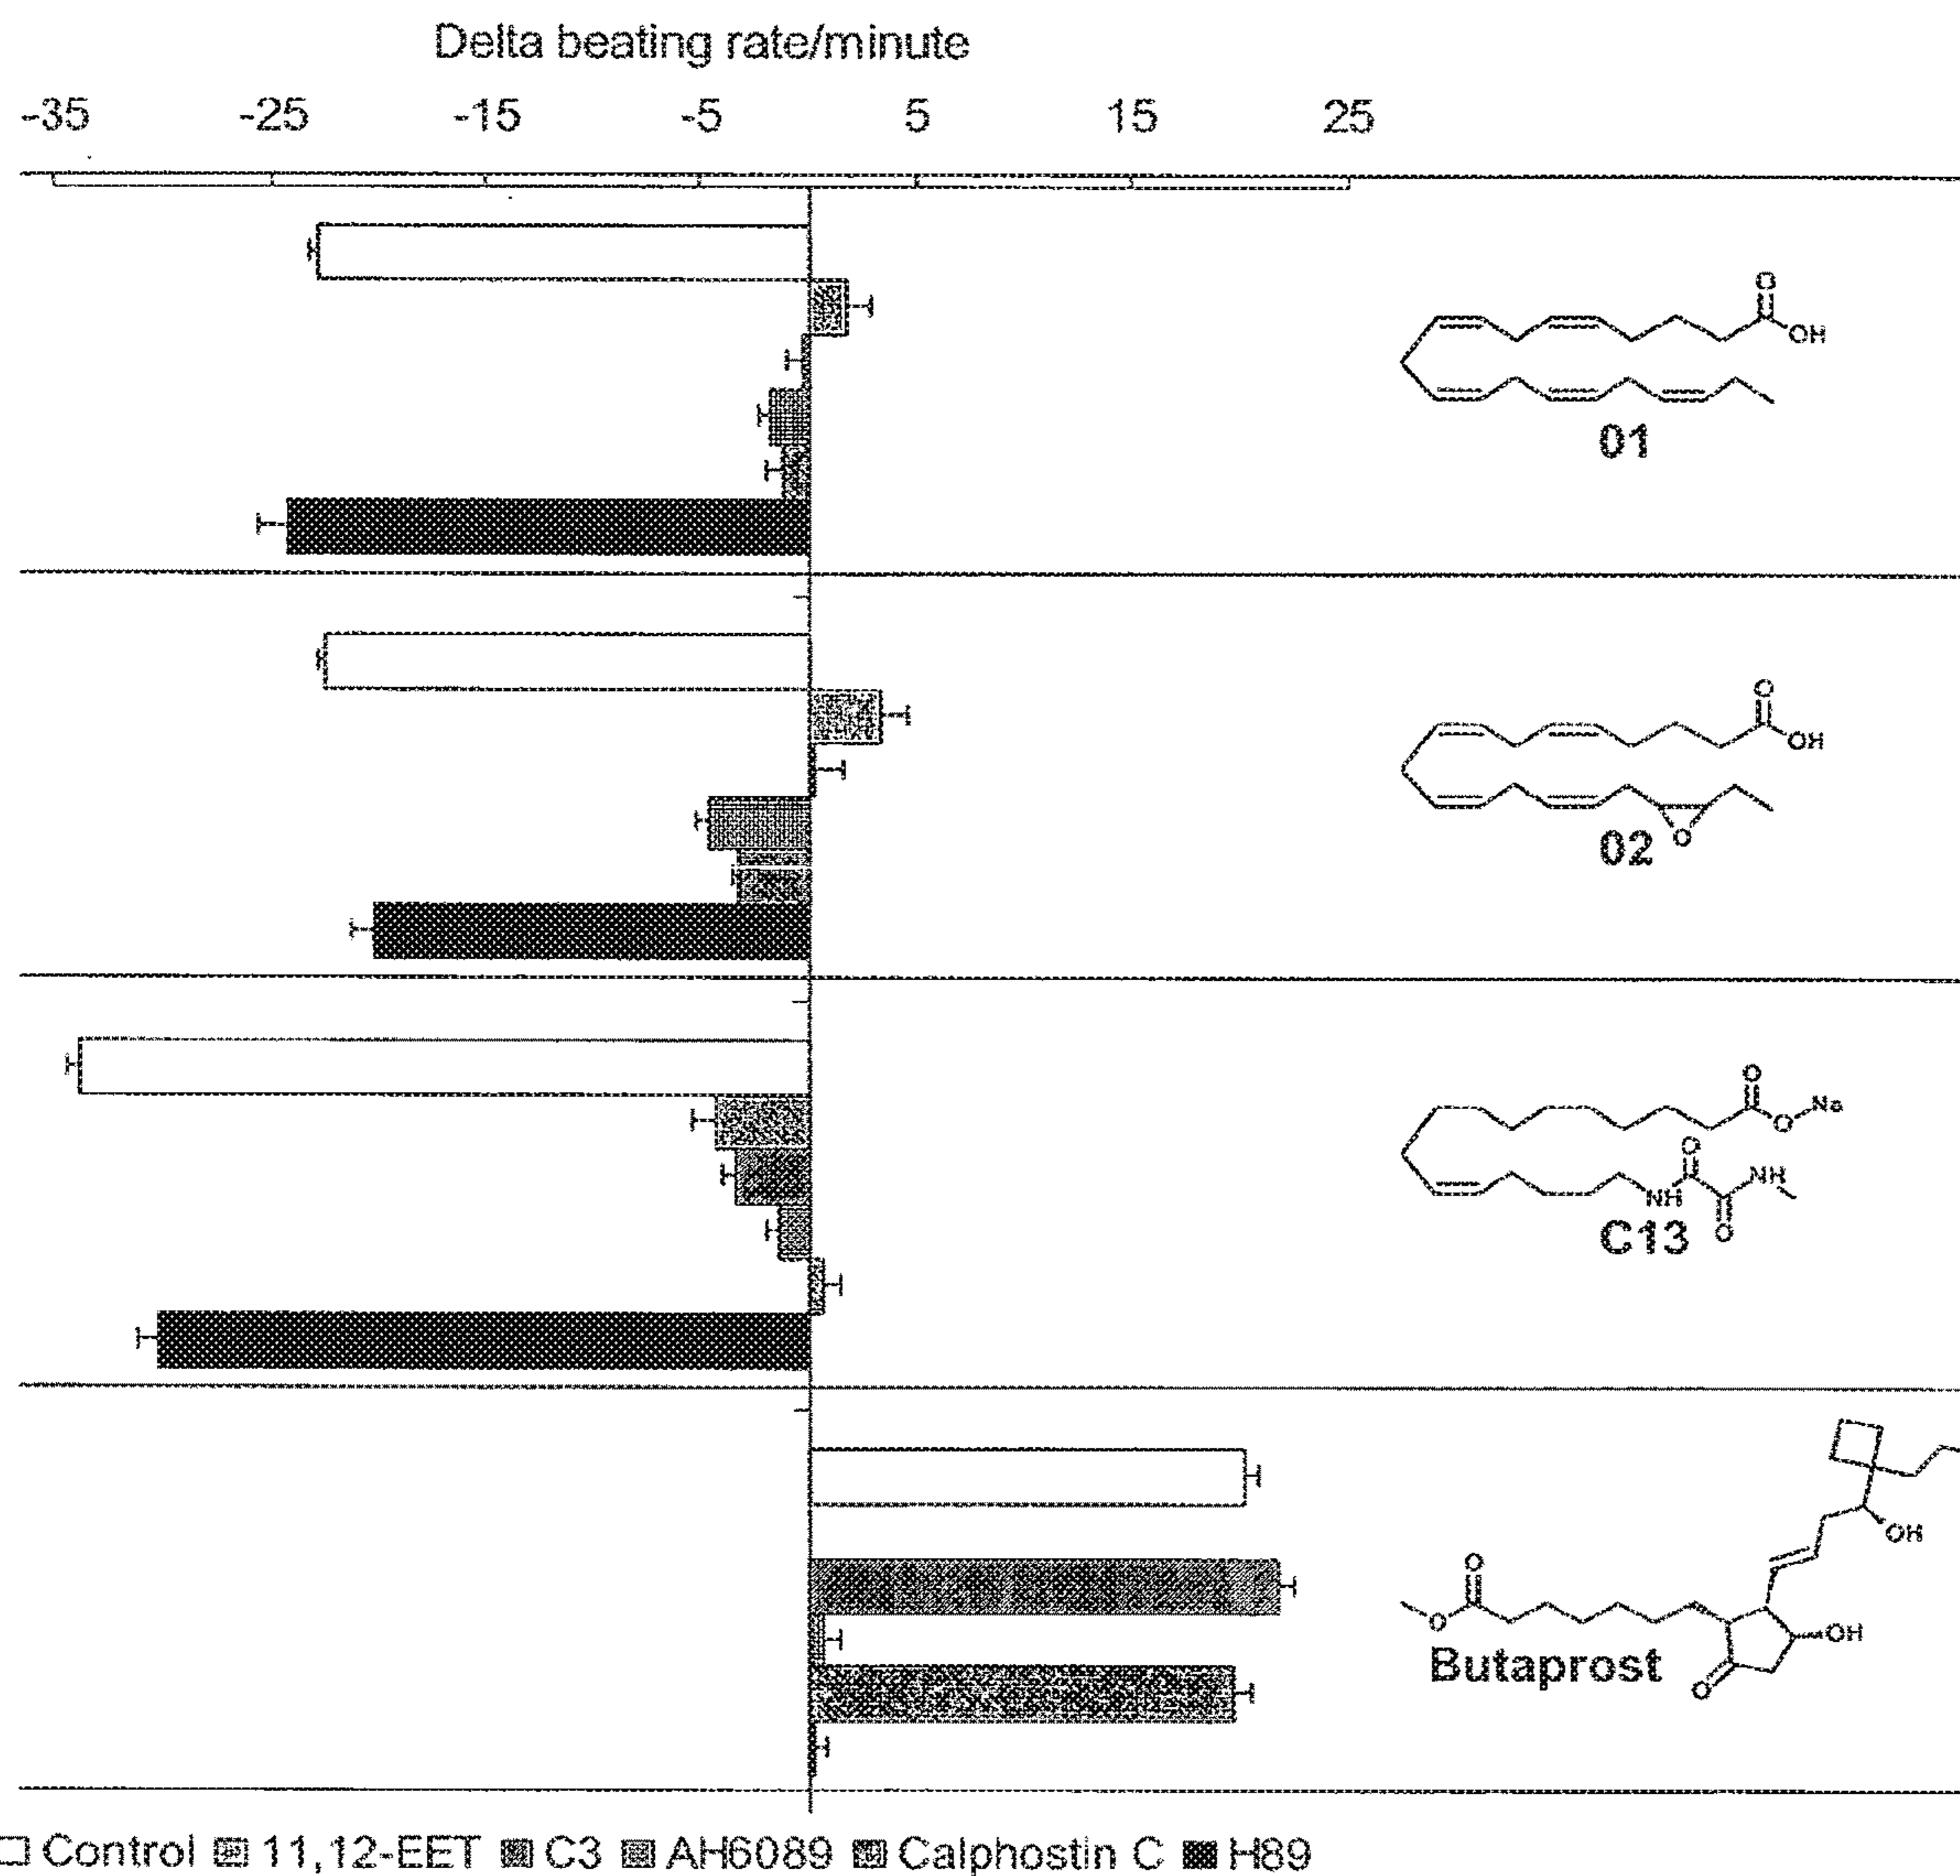 Delta beating rate/minute
-35 -25 -15 -5 5 15 25
O
OH
01
O
OH
O
02
O
O Na
O
NH
NH
O
C13
OH
O
O
OH
Butaprost
O
Control 11,12-EET C3 AH6089 Calphostin C H89